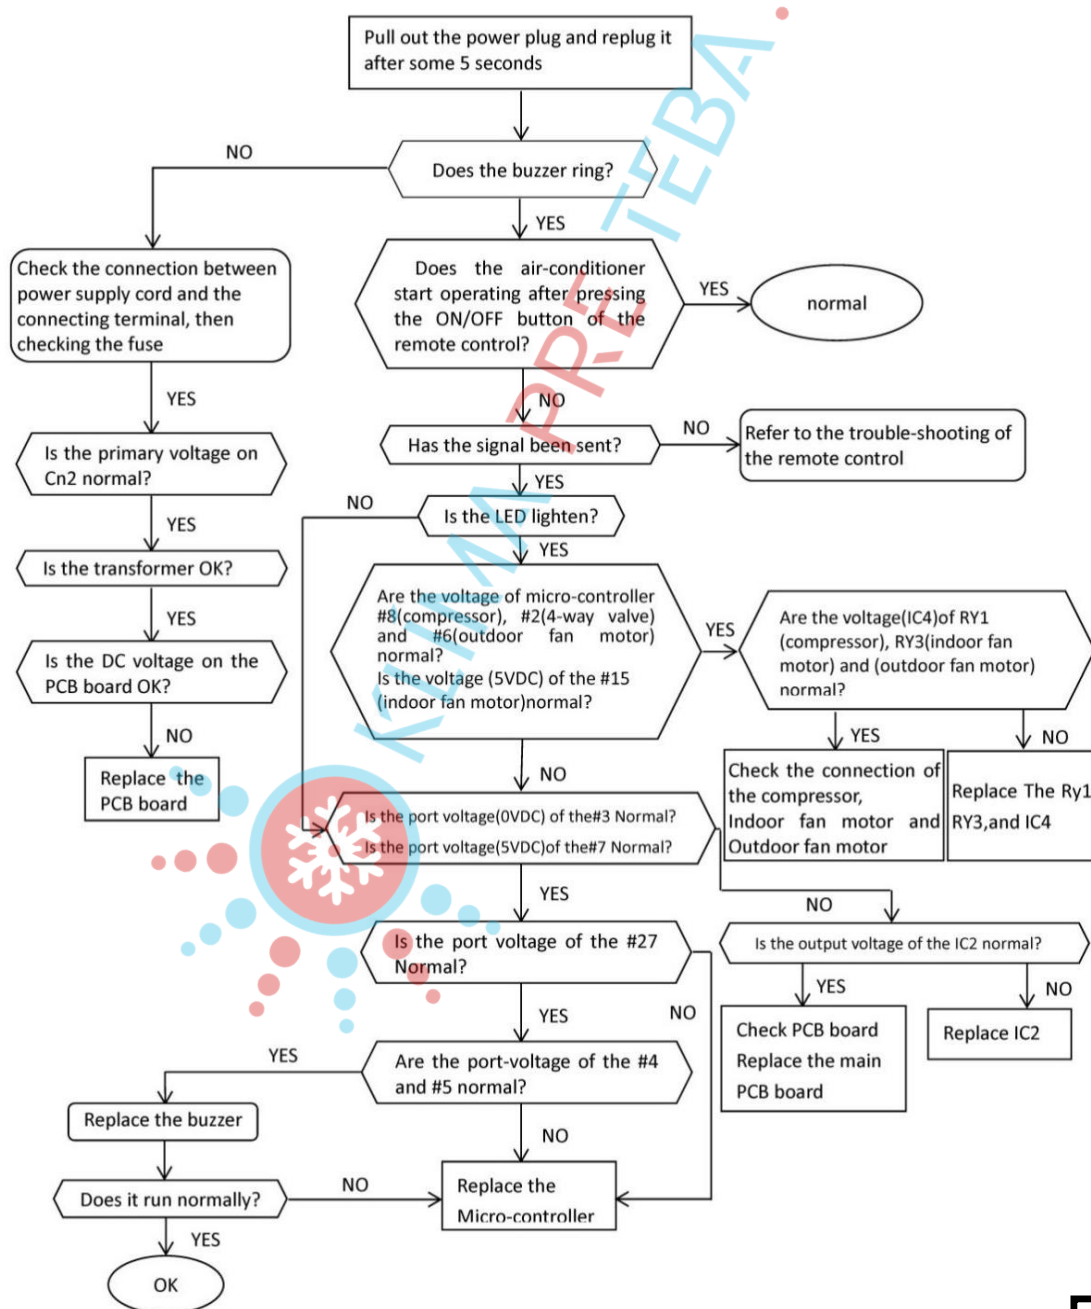 Pull out the power plug and replug it
after some 5 seconds
NO
Does the buzzer ring?
YES
Check the connection between
power supply cord and the
connecting terminal, then
checking the fuse
Does the air-conditioner
start operating after pressing
the ON/OFF button of the
remote control?
YES
normal
YES
NO
Is the primary voltage on
Cn2 normal?
Has the signal been sent?
NO
Refer to the trouble-shooting of
the remote control
YES
NO
Is the LED lighten?
YES
YES
Is the transformer OK?
YES
Is the DC voltage on the
PCB board OK?
NO
Replace the
PCB board
Are the voltage of micro-controller
#8(compressor), #2(4-way valve)
and #6(outdoor fan motor)
normal?
Is the voltage (5VDC) of the #15
(indoor fan motor)normal?
YES
Are the voltage(IC4)of RY1
(compressor), RY3(indoor fan
motor) and (outdoor fan motor)
normal?
YES
NO
Check the connection of
the compressor,
Indoor fan motor and
Outdoor fan motor
Replace The Ry1
RY3,and IC4
NO
Is the port voltage(0VDC) of the#3 Normal?
Is the port voltage(5VDC)of the#7 Normal?
YES
NO
Is the port voltage of the #27
Normal?
Is the output voltage of the IC2 normal?
YES
NO
YES
NO
Check PCB board
Replace the main
PCB board
Replace IC2
YES
Are the port-voltage of the #4
and #5 normal?
Replace the buzzer
NO
Does it run normally?
NO
Replace the
Micro-controller
YES
OK
KLIMA PRE TEBA.